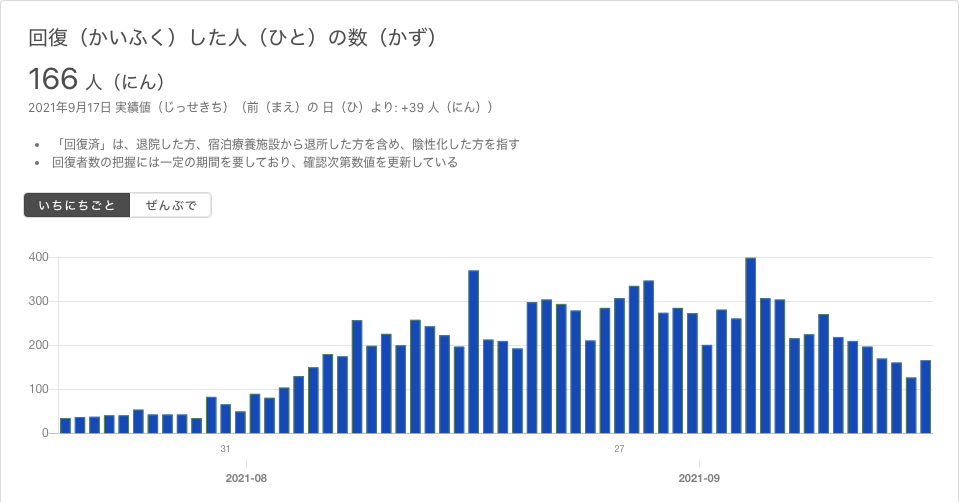 回復（かいふく）した人（ひと）の数（かず）
166 人（にん）
2021年9月17日 実績値（じっせきち）（前（まえ）の 日（ひ）より: +39 人（にん））
• 「回復済」は、退院した方、宿泊療養施設から退所した方を含め、陰性化した方を指す
• 回復者数の把握には一定の期間を要しており、確認次第数値を更新している
いちにちごと ぜんぶで
400
300
200
100
0
31 27
2021-08 2021-09